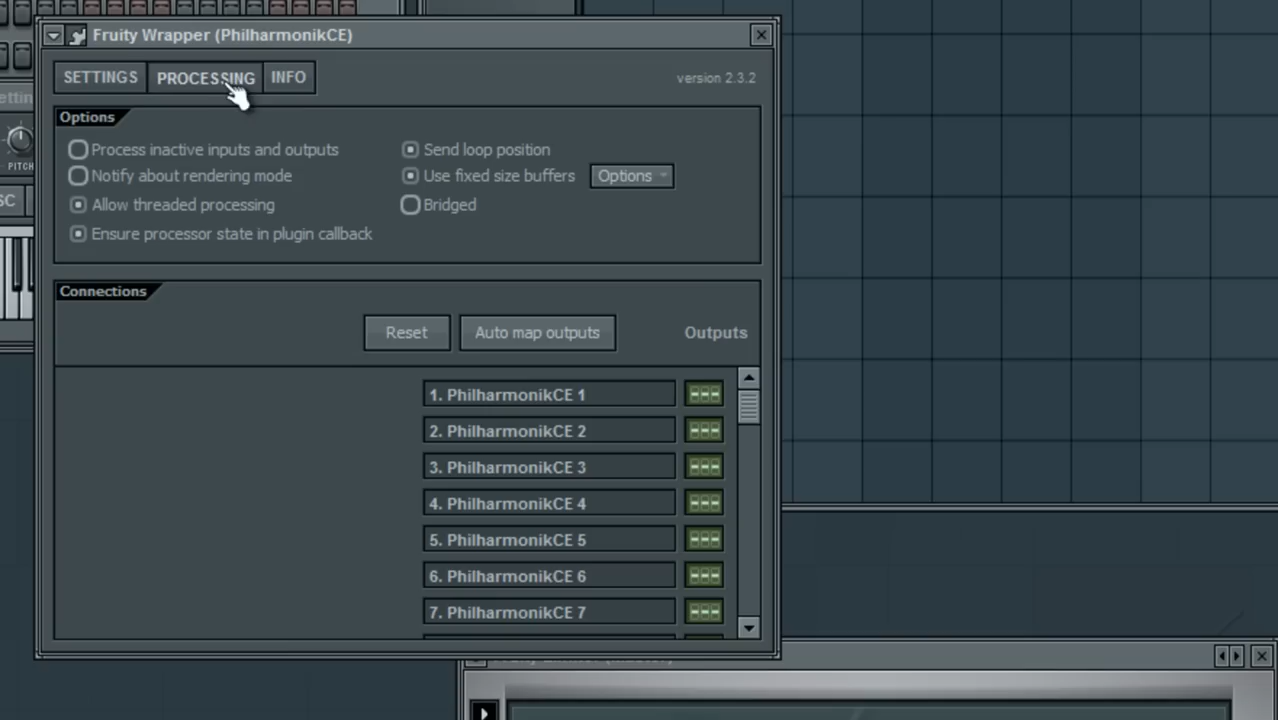 Fruity Wrapper (PhilharmonikCE)
SETTINGS PROCESSING INFO
version 2.3.2
Options
Process inactive inputs and outputs
Send loop position
Notify about rendering mode
Use fixed size buffers
Options
Allow threaded processing
Bridged
Ensure processor state in plugin callback
PITCH
Connections
Reset
Auto map outputs
Outputs
1. PhilharmonikCE 1
2. PhilharmonikCE 2
3. PhilharmonikCE 3
4. PhilharmonikCE 4
5. PhilharmonikCE 5
6. PhilharmonikCE 6
7. PhilharmonikCE 7